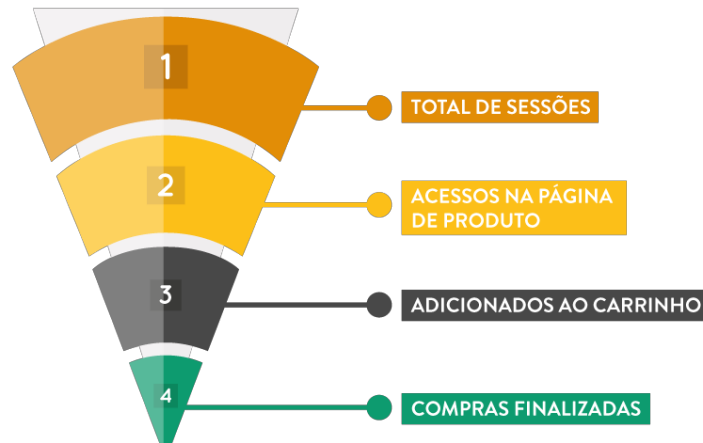 1
TOTAL DE SESSÕES
2
ACESSOS NA PÁGINA
DE PRODUTO
3
ADICIONADOS AO CARRINHO
4
COMPRAS FINALIZADAS